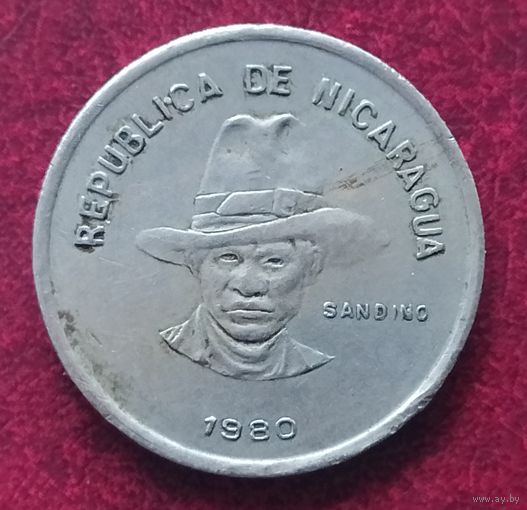 REPUBLICA DE NICARAGUA
SANDINO
1980
www.ay.by